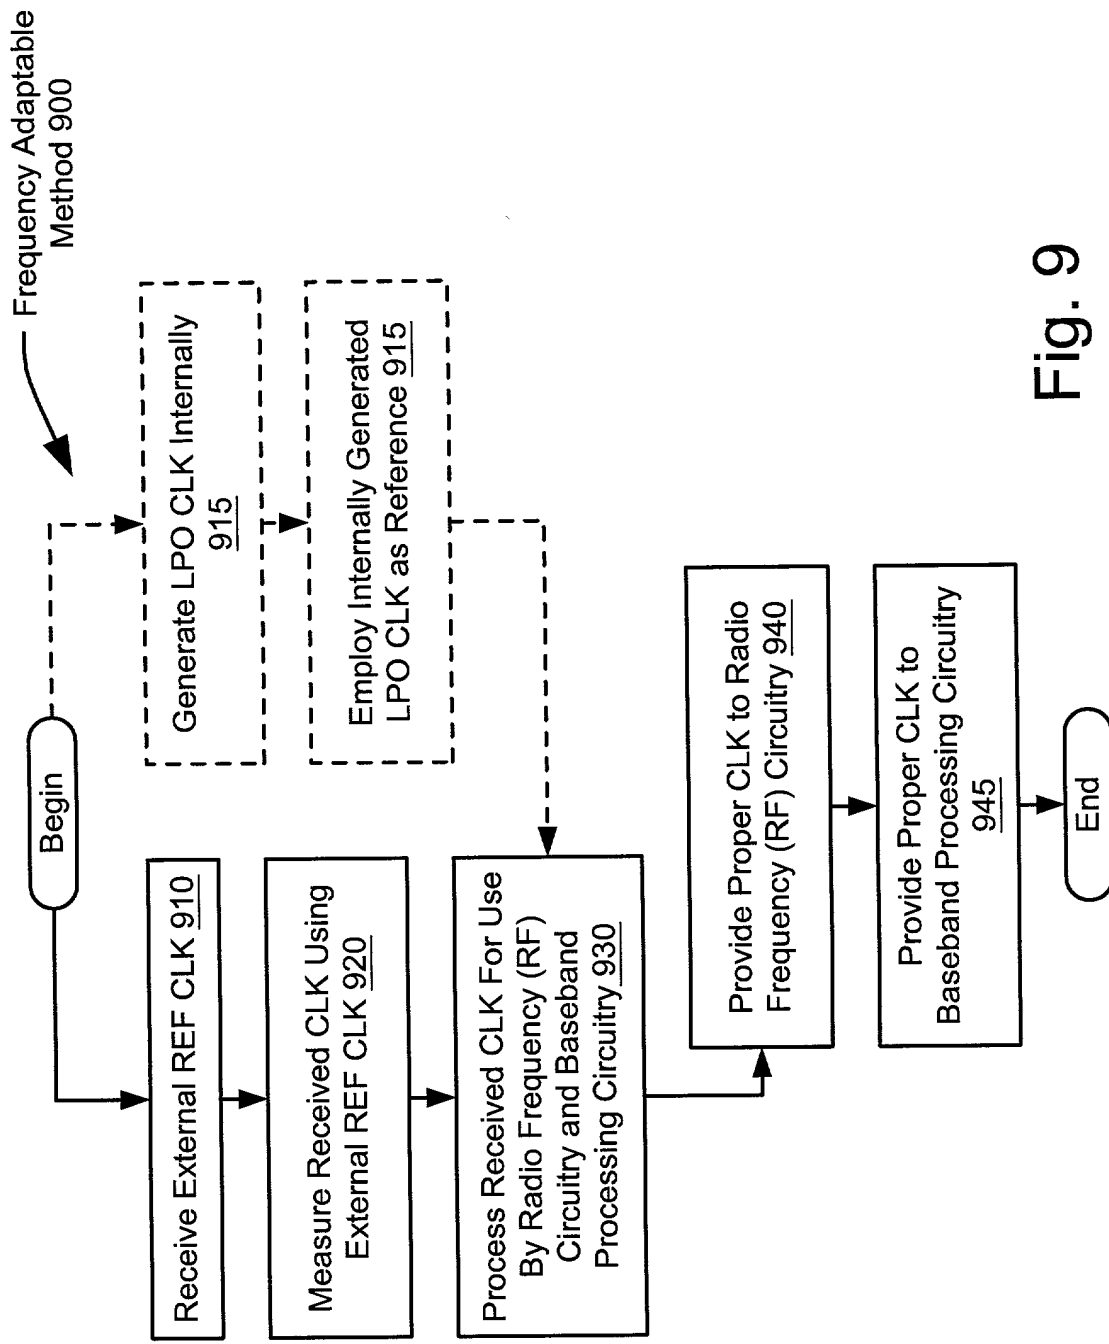 Frequency Adaptable
Method 900
Begin
Receive External REF CLK 910
Measure Received CLK Using
External REF CLK 920
Generate LPO CLK Internally
915
Employ Internally Generated
LPO CLK as Reference 915
Process Received CLK For Use
By Radio Frequency (RF)
Circuitry and Baseband
Processing Circuitry 930
Provide Proper CLK to Radio
Frequency (RF) Circuitry 940
Provide Proper CLK to
Baseband Processing Circuitry
945
End
Fig. 9